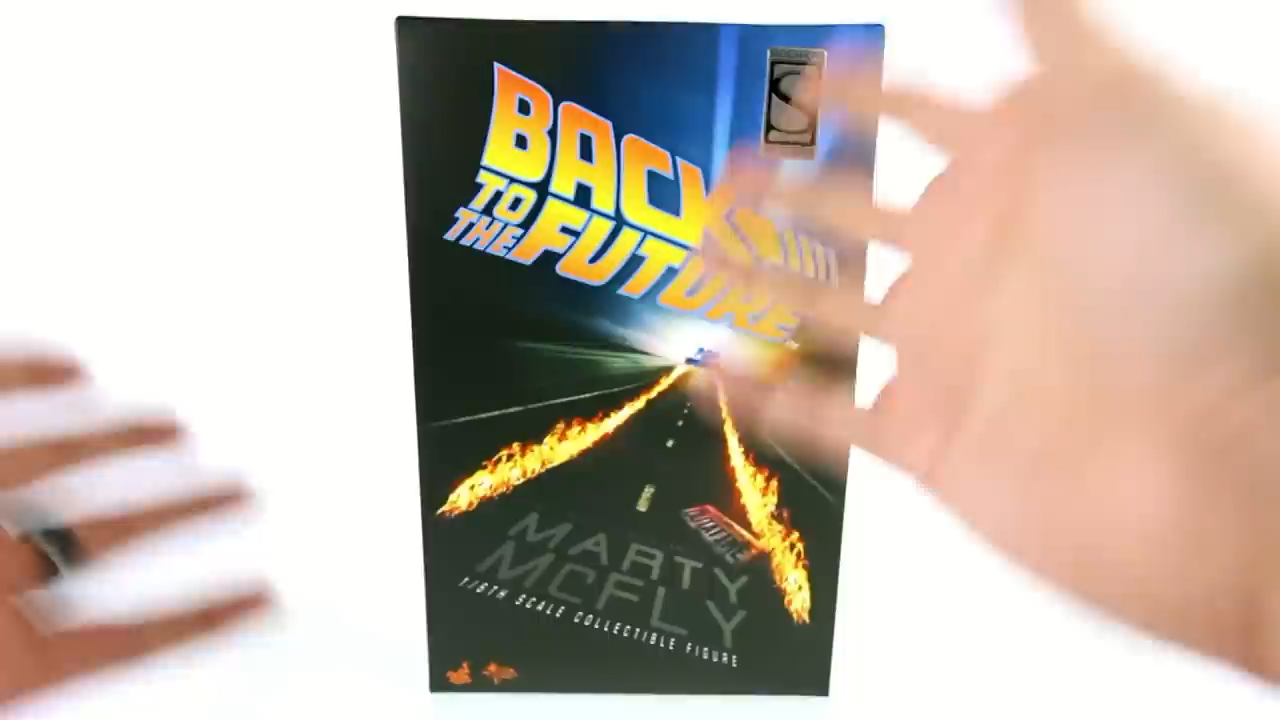 BACK
TO
THE FUTURE
MARTY
MCFLY
1/6TH SCALE COLLECTIBLE FIGURE